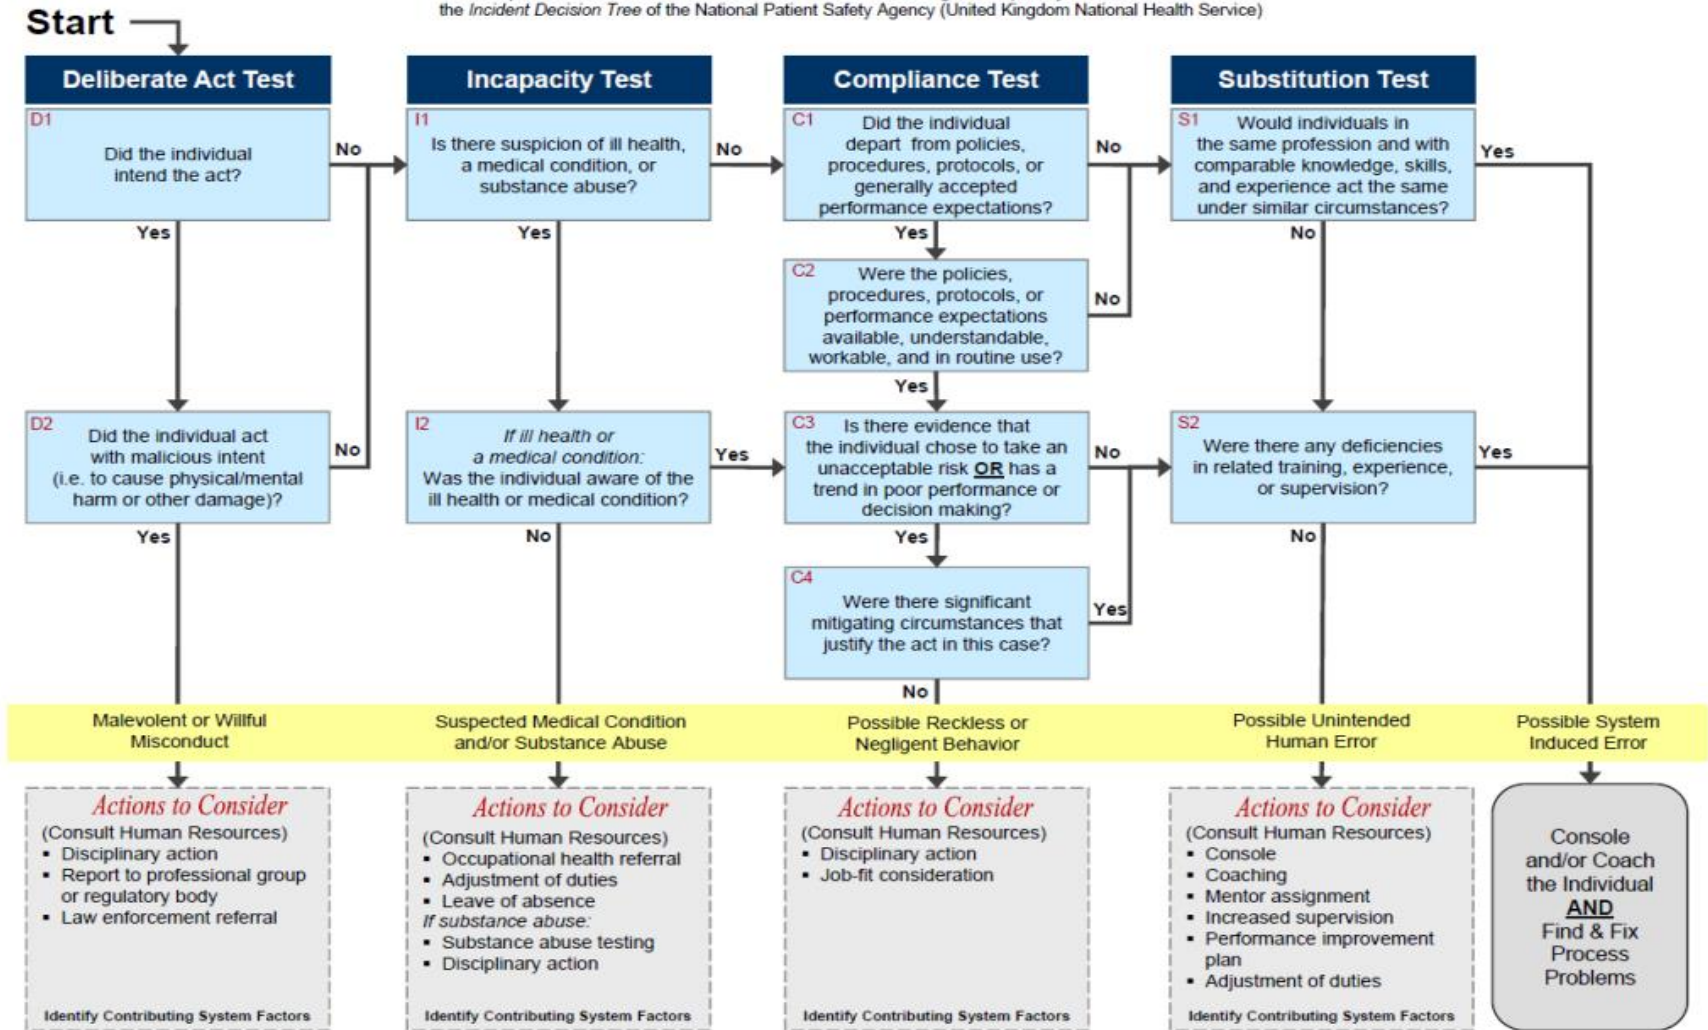 the Incident Decision Tree of the National Patient Safety Agency (United Kingdom National Health Service)
Start
Deliberate Act Test
D1
Did the individual
intend the act?
No
Yes
D2
Did the individual act
with malicious intent
(i.e. to cause physical/mental
harm or other damage)?
No
Yes
Malevolent or Willful
Misconduct
Actions to Consider
(Consult Human Resources)
▪ Disciplinary action
▪ Report to professional group
or regulatory body
▪ Law enforcement referral
Identify Contributing System Factors
Incapacity Test
I1
Is there suspicion of ill health,
a medical condition, or
substance abuse?
No
Yes
I2
If ill health or
a medical condition:
Was the individual aware of the
ill health or medical condition?
Yes
No
Suspected Medical Condition
and/or Substance Abuse
Actions to Consider
(Consult Human Resources)
▪ Occupational health referral
▪ Adjustment of duties
▪ Leave of absence
If substance abuse:
▪ Substance abuse testing
▪ Disciplinary action
Identify Contributing System Factors
Compliance Test
C1
Did the individual
depart from policies,
procedures, protocols, or
generally accepted
performance expectations?
No
Yes
C2
Were the policies,
procedures, protocols, or
performance expectations
available, understandable,
workable, and in routine use?
No
Yes
C3
Is there evidence that
the individual chose to take an
unacceptable risk OR has a
trend in poor performance or
decision making?
No
Yes
C4
Were there significant
mitigating circumstances that
justify the act in this case?
Yes
No
Possible Reckless or
Negligent Behavior
Actions to Consider
(Consult Human Resources)
▪ Disciplinary action
▪ Job-fit consideration
Identify Contributing System Factors
Substitution Test
S1
Would individuals in
the same profession and with
comparable knowledge, skills,
and experience act the same
under similar circumstances?
Yes
No
S2
Were there any deficiencies
in related training, experience,
or supervision?
Yes
No
Possible Unintended
Human Error
Actions to Consider
(Consult Human Resources)
▪ Console
▪ Coaching
▪ Mentor assignment
▪ Increased supervision
▪ Performance improvement
plan
▪ Adjustment of duties
Identify Contributing System Factors
Possible System
Induced Error
Console
and/or Coach
the Individual
AND
Find & Fix
Process
Problems